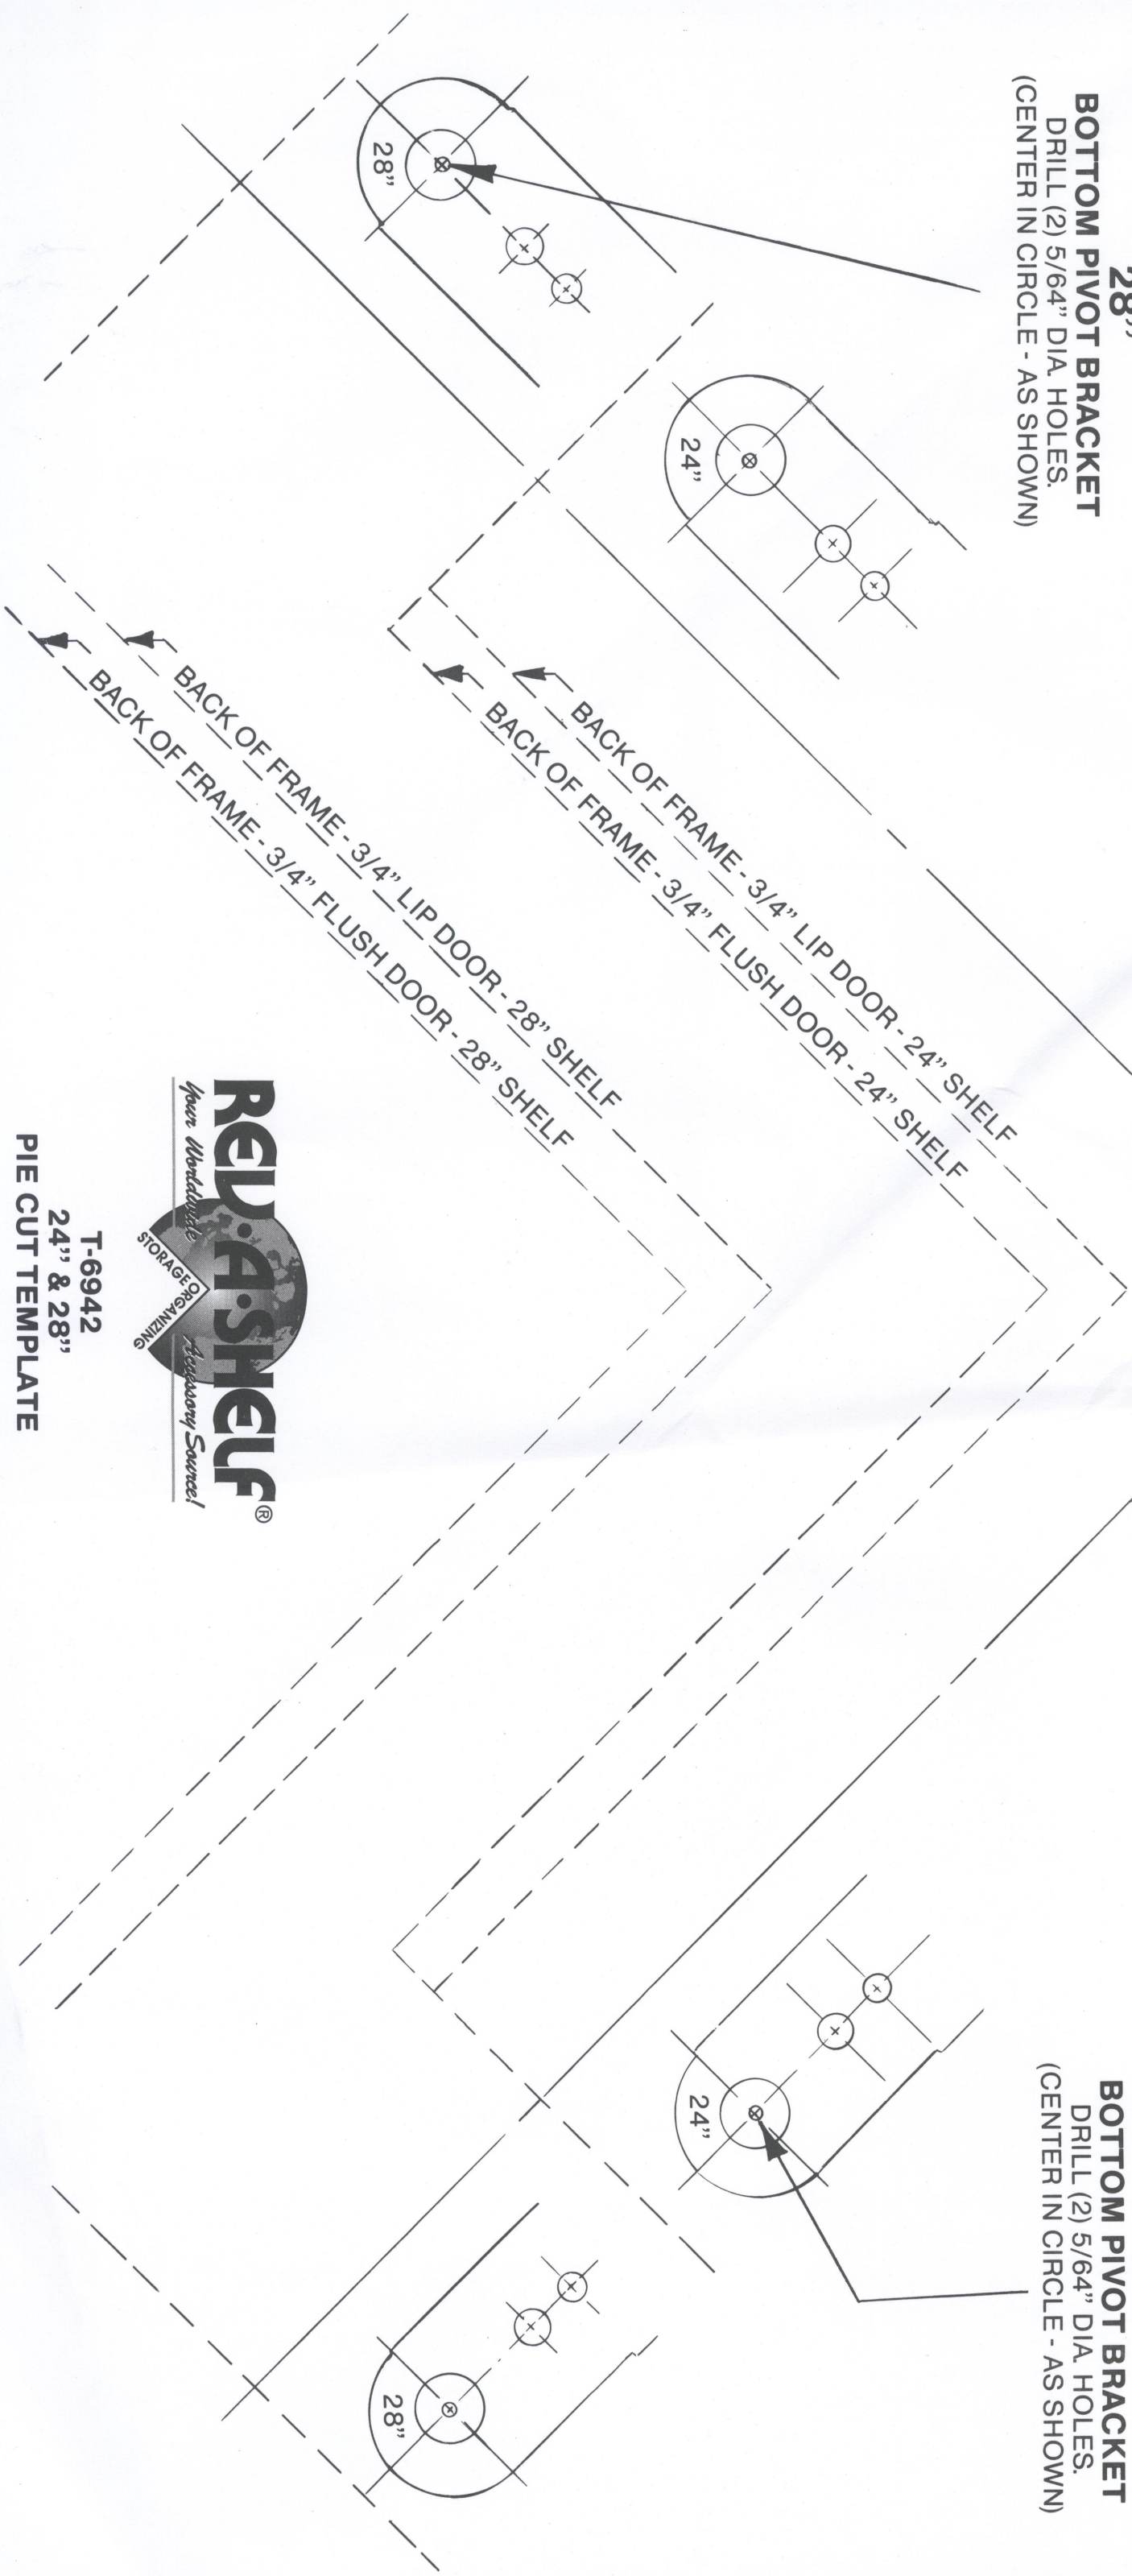 28”
BOTTOM PIVOT BRACKET
DRILL (2) 5/64” DIA. HOLES.
(CENTER IN CIRCLE - AS SHOWN)
BOTTOM PIVOT BRACKET
DRILL (2) 5/64” DIA. HOLES.
(CENTER IN CIRCLE - AS SHOWN)
28”
24”
24”
28”
BACK OF FRAME - 3/4” LIP DOOR - 24” SHELF
BACK OF FRAME - 3/4” FLUSH DOOR - 24” SHELF
BACK OF FRAME - 3/4” LIP DOOR - 28” SHELF
BACK OF FRAME - 3/4” FLUSH DOOR - 28” SHELF
REV·A·SHELF®
Your Worldwide Accessory Source!
STORAGE ORGANIZING
T-6942
24” & 28”
PIE CUT TEMPLATE